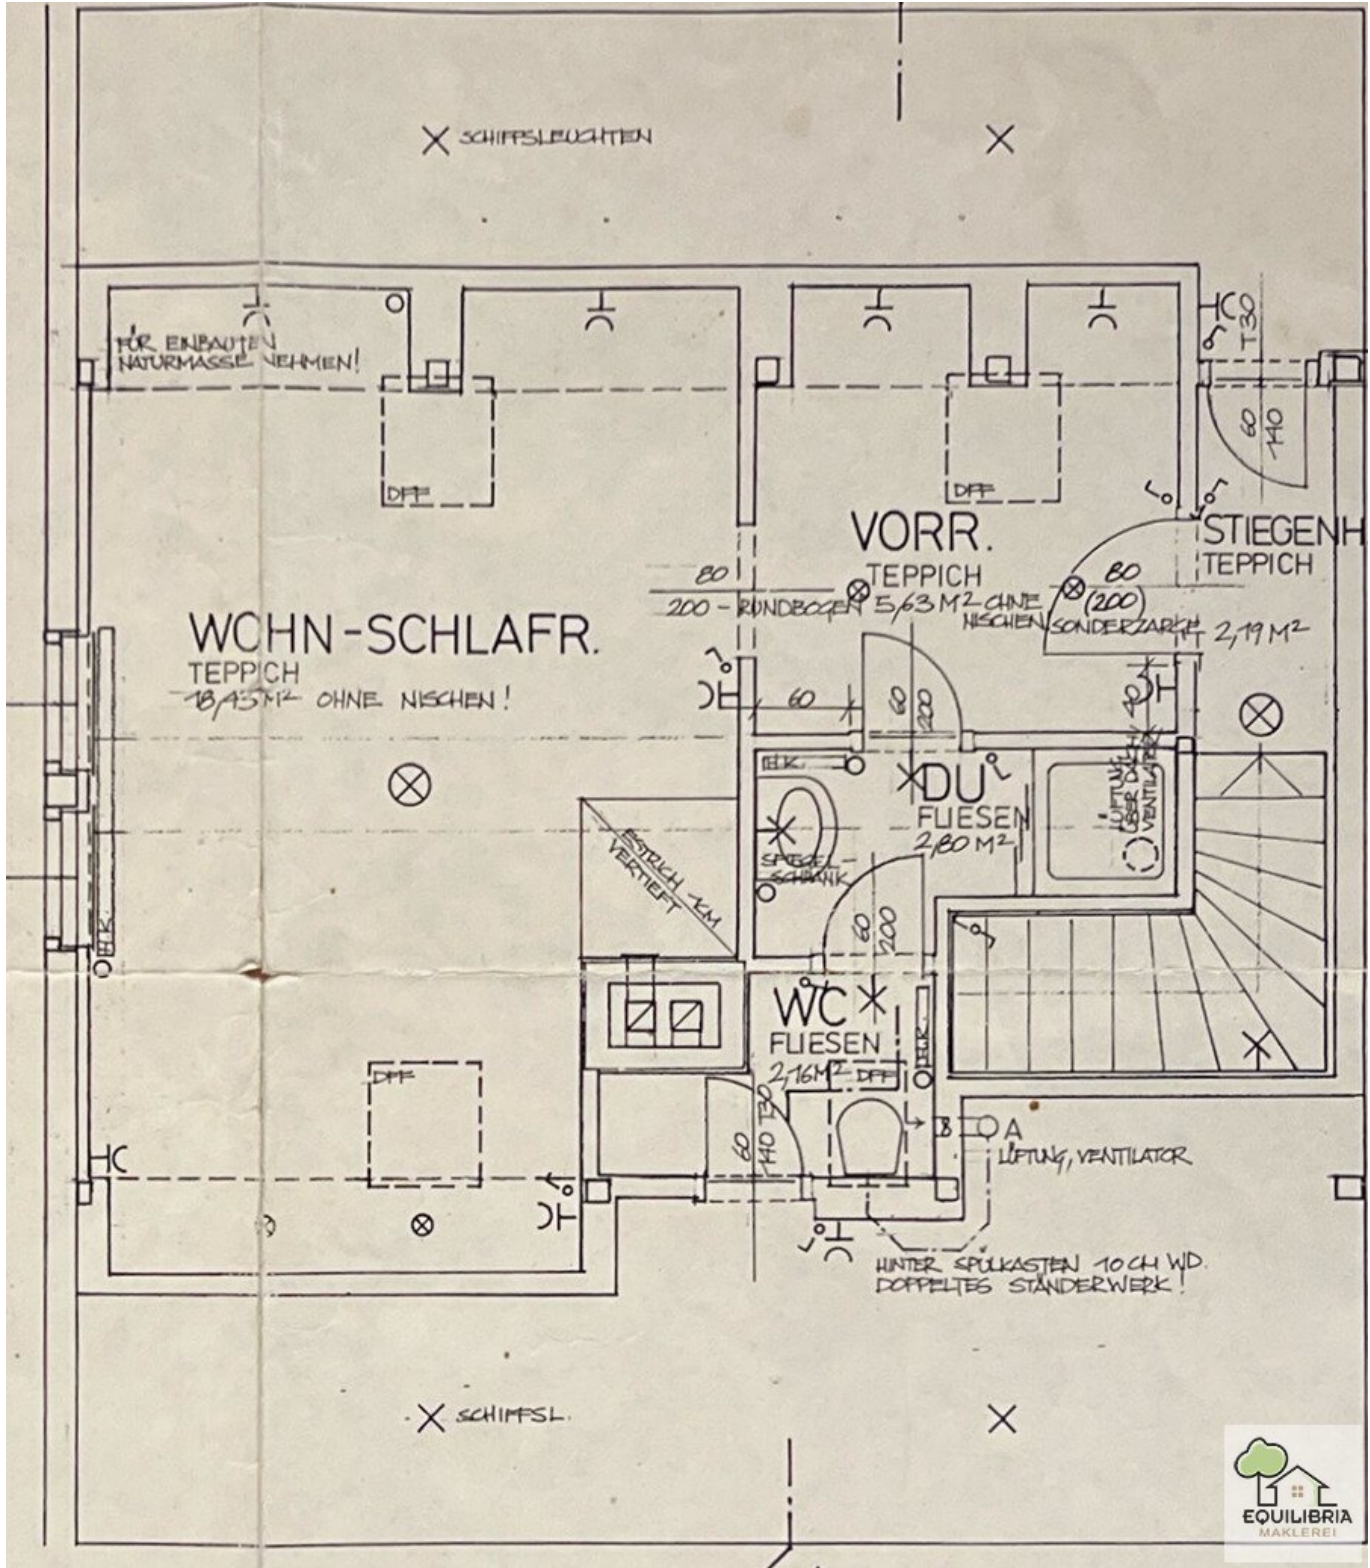 SCHIFFSLEUCHTEN
T30
FÜR EINBAUTEN
NATURMASSE NEHMEN!
60
140
DFF
DFF
VORR.
TEPPICH
5,63 M² OHNE
NISCHEN
STIEGENH
TEPPICH
2,19 M²
80
200 - RUNDBOGEN
80
(200)
SONDERZARGE
WOHN-SCHLAFR.
TEPPICH
18,43 M² OHNE NISCHEN!
60
60
200
40
H.K.
DU
FLIESEN
2,80 M²
LÜFTUNG
ÜBER DACH
VENTILATOR
SPIEGEL-
SCHRANK
ESTRICH 1CM
VERTIEFT
60
200
H.K.
WC
FLIESEN
2,16 M²
DFF
H.K.
DFF
60
140 T30
A
LÜFTUNG, VENTILATOR
HINTER SPÜLKASTEN 10 CM WD.
DOPPELTES STÄNDERWERK!
SCHIFFSL.
EQUILIBRIA
MAKLEREI